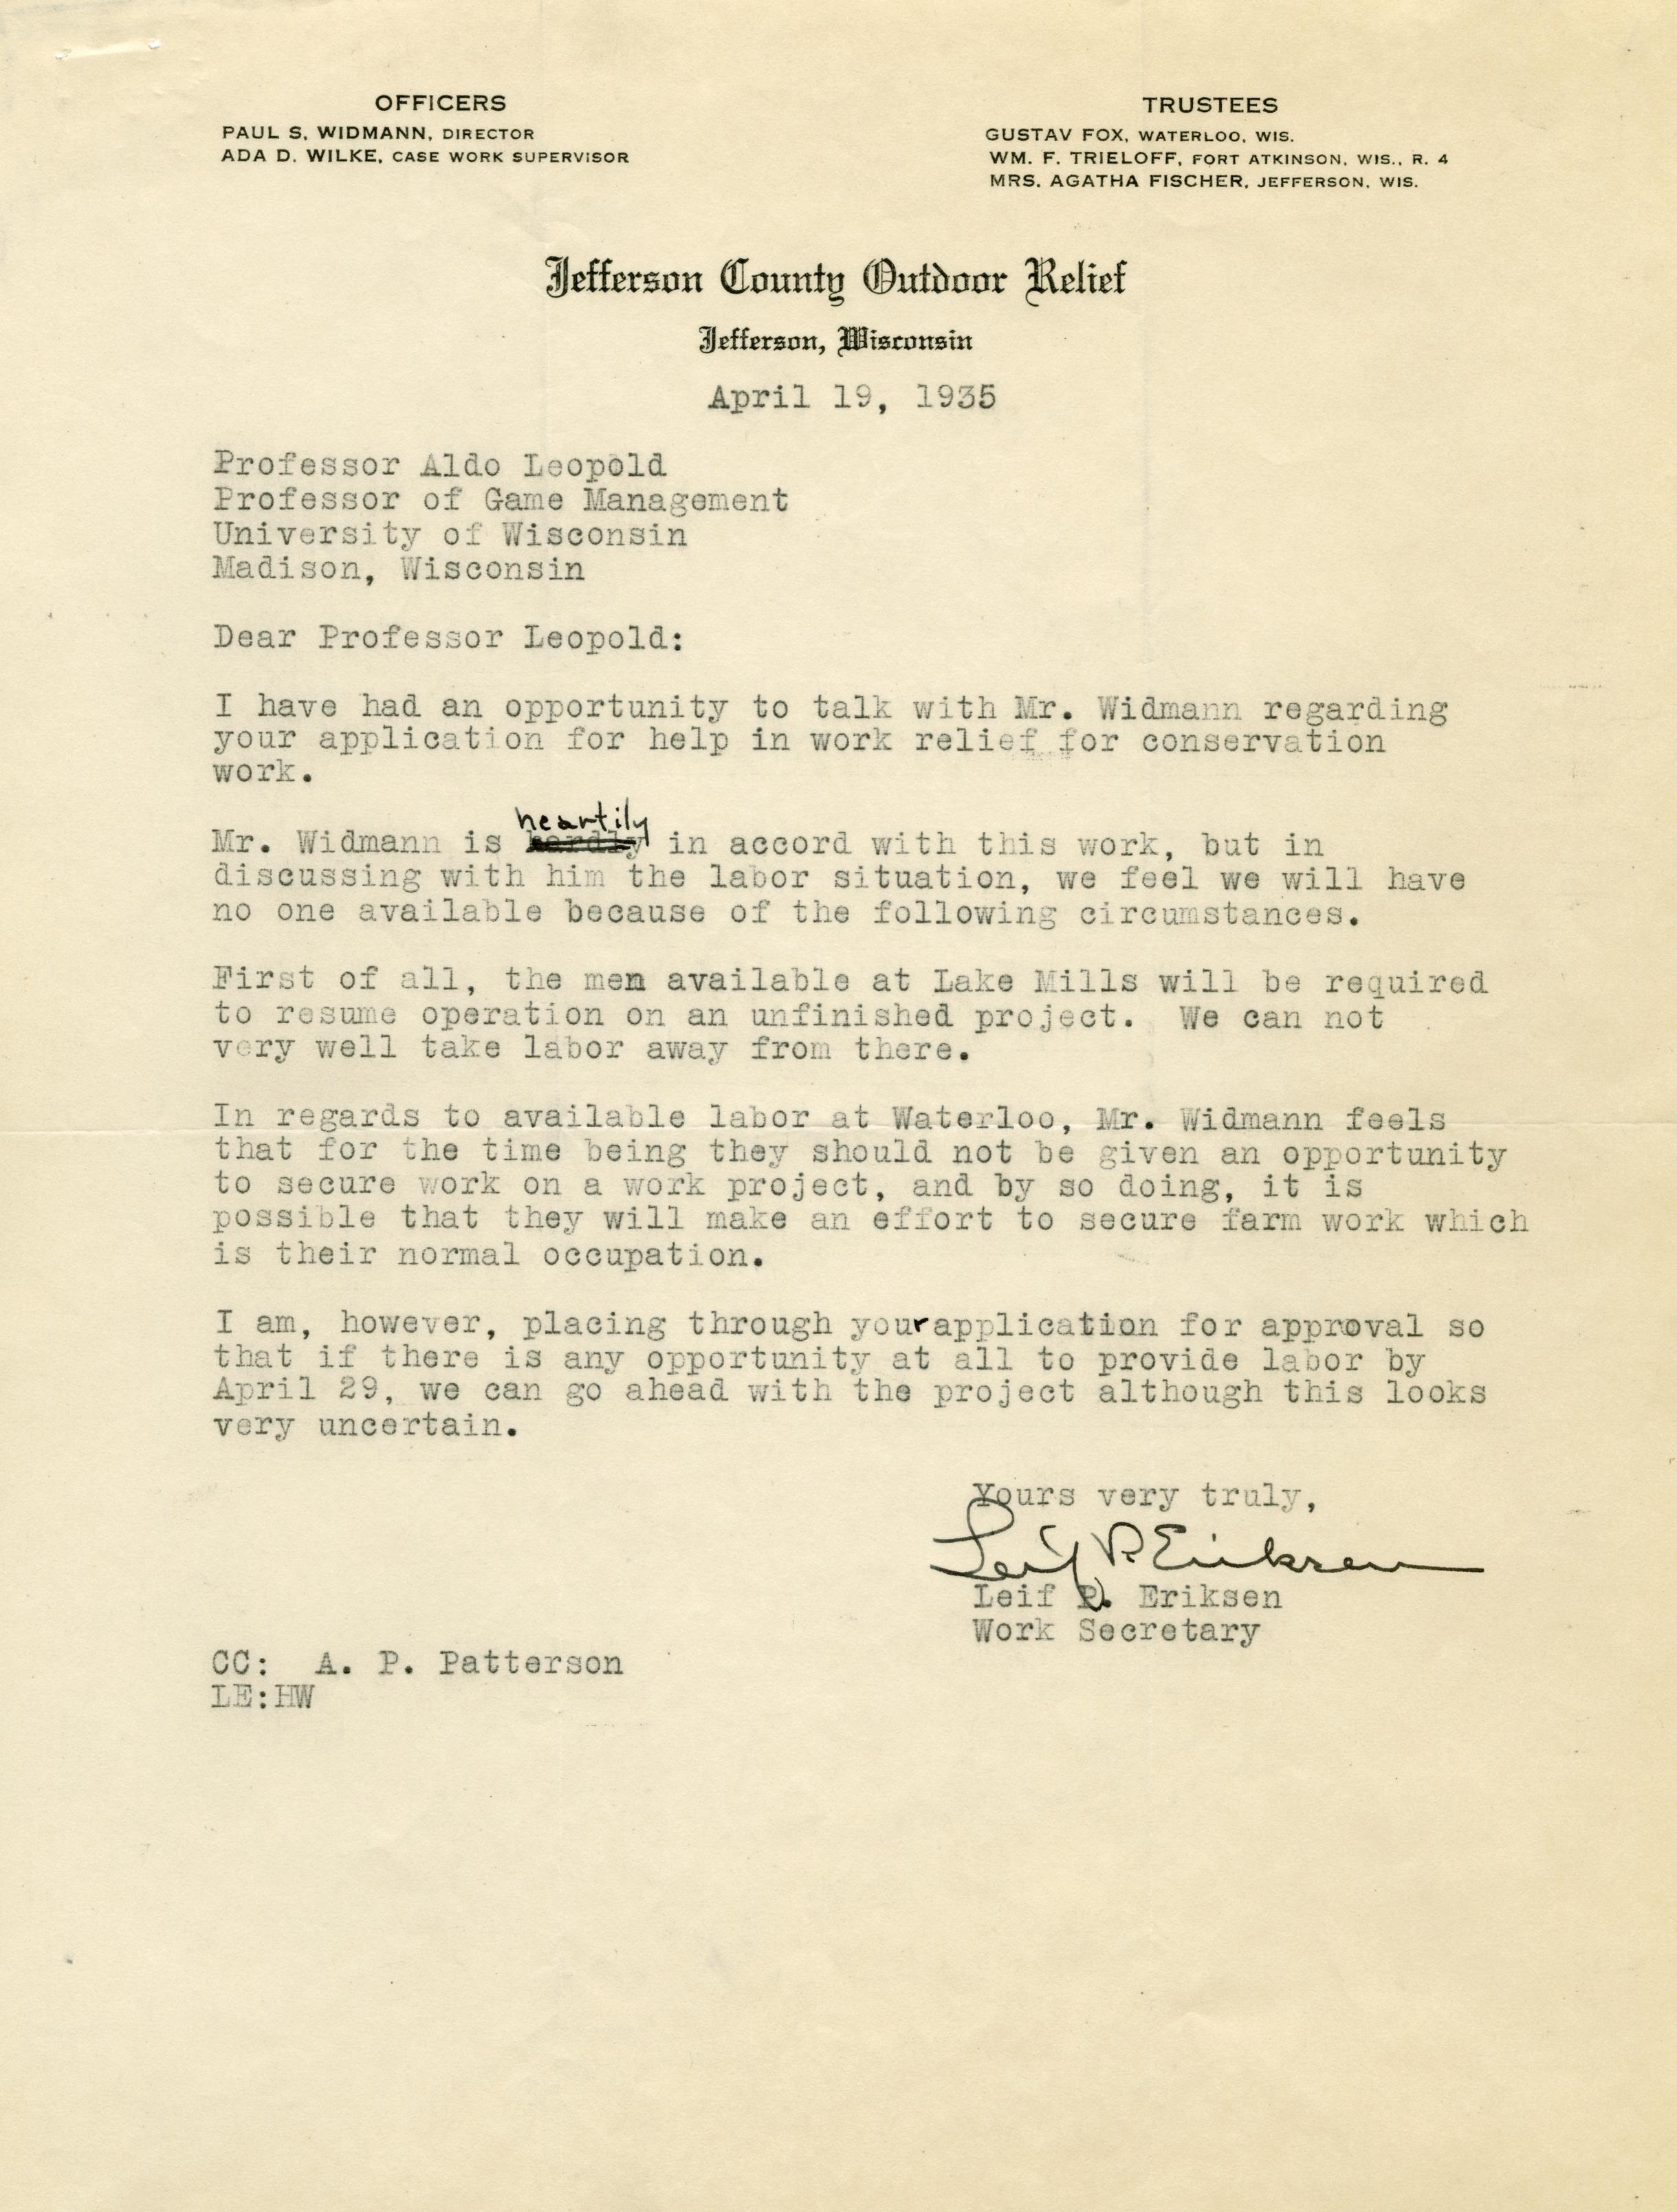 OFFICERS
PAUL S. WIDMANN, DIRECTOR
ADA D. WILKE, CASE WORK SUPERVISOR
TRUSTEES
GUSTAV FOX, WATERLOO, WIS.
WM. F. TRIELOFF, FORT ATKINSON, WIS., R. 4
MRS. AGATHA FISCHER, JEFFERSON, WIS.
Jefferson County Outdoor Relief
Jefferson, Wisconsin
April 19, 1935
Professor Aldo Leopold
Professor of Game Management
University of Wisconsin
Madison, Wisconsin
Dear Professor Leopold:
I have had an opportunity to talk with Mr. Widmann regarding
your application for help in work relief for conservation
work.
heartily
Mr. Widmann is hardly in accord with this work, but in
discussing with him the labor situation, we feel we will have
no one available because of the following circumstances.
First of all, the men available at Lake Mills will be required
to resume operation on an unfinished project. We can not
very well take labor away from there.
In regards to available labor at Waterloo, Mr. Widmann feels
that for the time being they should not be given an opportunity
to secure work on a work project, and by so doing, it is
possible that they will make an effort to secure farm work which
is their normal occupation.
I am, however, placing through your application for approval so
that if there is any opportunity at all to provide labor by
April 29, we can go ahead with the project although this looks
very uncertain.
Yours very truly,
Leif P. Eriksen
Leif P. Eriksen
Work Secretary
CC: A. P. Patterson
LE:HW